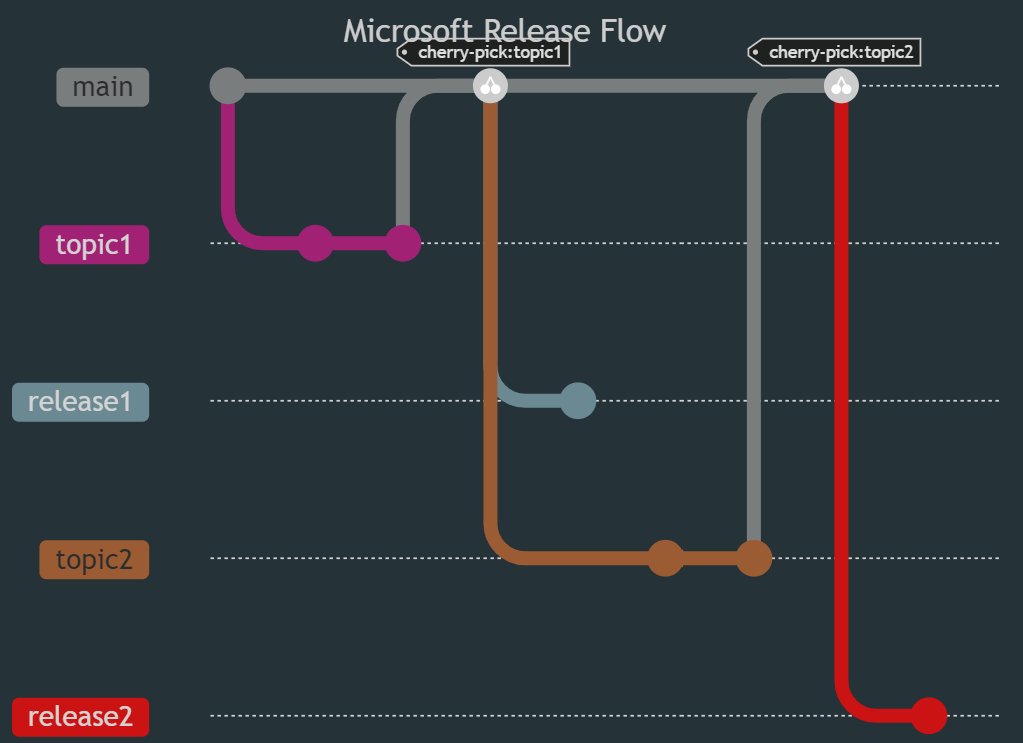 Microsoft Release Flow
cherry-pick:topic1
cherry-pick:topic2
main
topic1
release1
topic2
release2